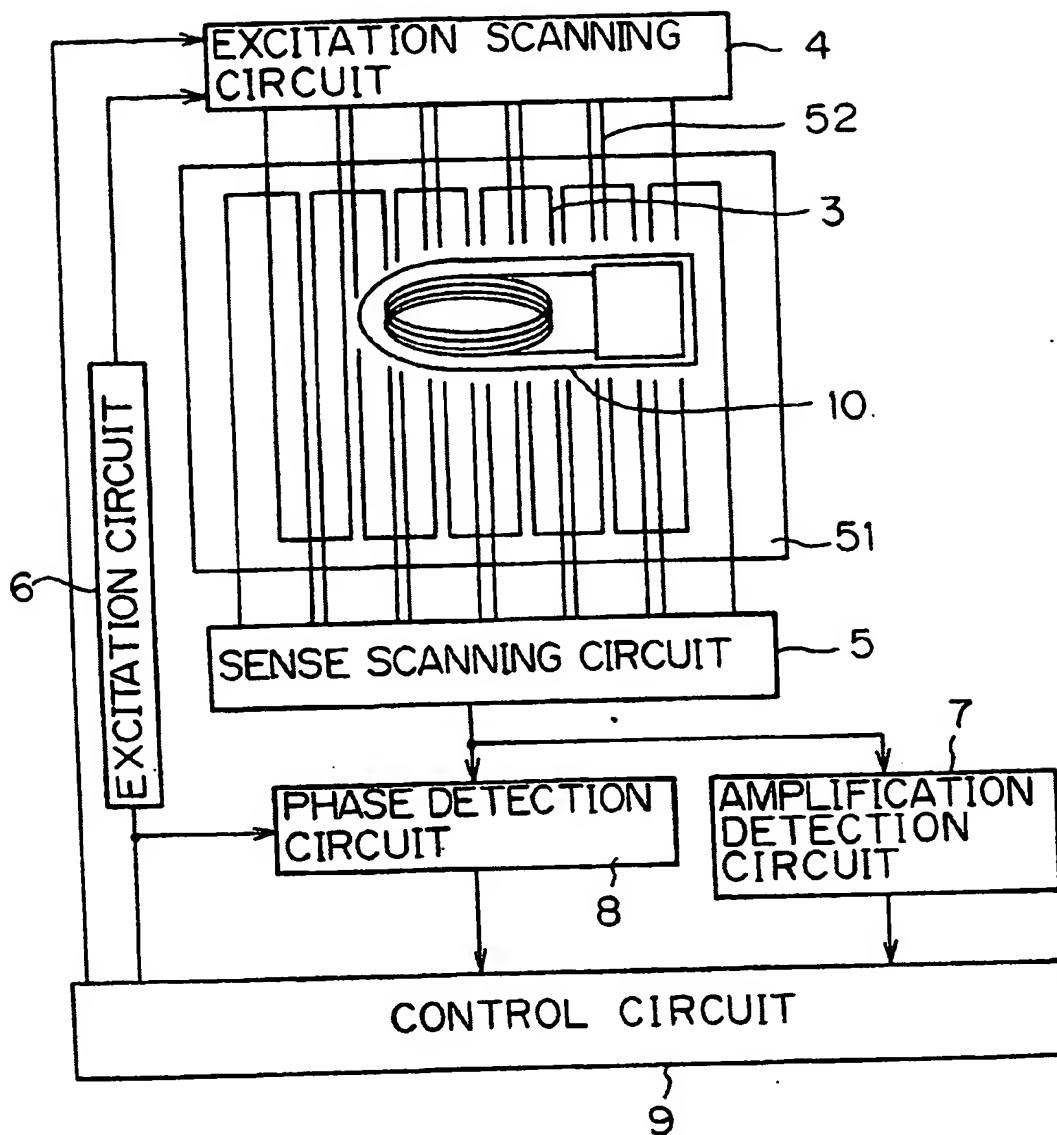 EXCITATION SCANNING
CIRCUIT
4
52
3
10.
EXCITATION CIRCUIT
6
51
SENSE SCANNING CIRCUIT
5
7
PHASE DETECTION
CIRCUIT
8
AMPLIFICATION
DETECTION
CIRCUIT
CONTROL CIRCUIT
9